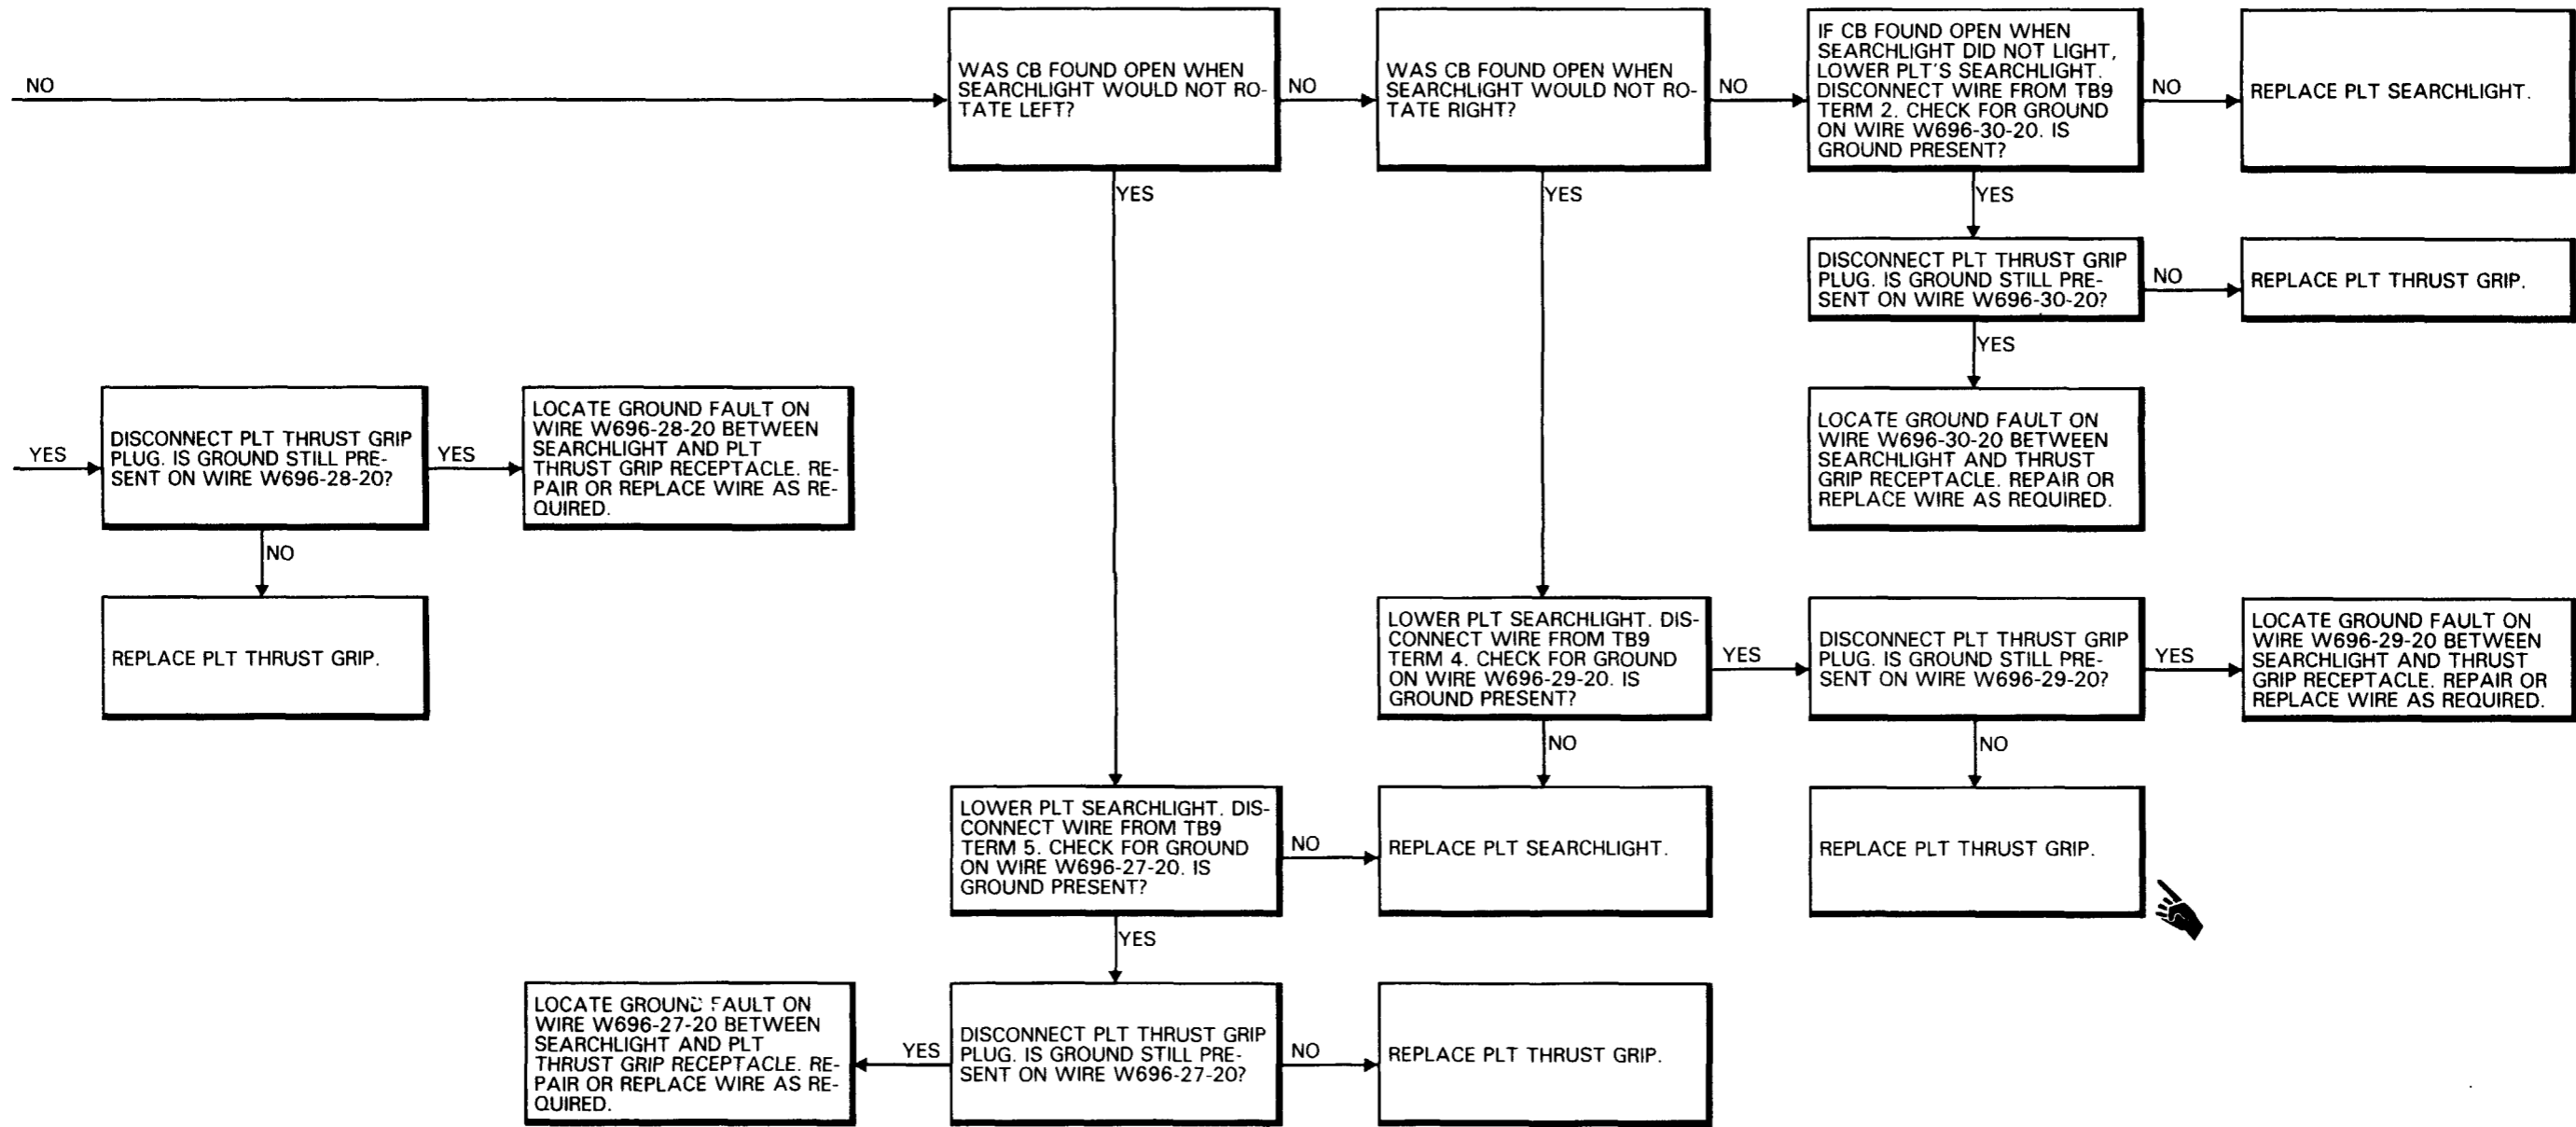 NO
WAS CB FOUND OPEN WHEN
SEARCHLIGHT WOULD NOT RO-
TATE LEFT?
NO
WAS CB FOUND OPEN WHEN
SEARCHLIGHT WOULD NOT RO-
TATE RIGHT?
NO
IF CB FOUND OPEN WHEN
SEARCHLIGHT DID NOT LIGHT,
LOWER PLT'S SEARCHLIGHT.
DISCONNECT WIRE FROM TB9
TERM 2. CHECK FOR GROUND
ON WIRE W696-30-20. IS
GROUND PRESENT?
NO
REPLACE PLT SEARCHLIGHT.
YES
YES
YES
DISCONNECT PLT THRUST GRIP
PLUG. IS GROUND STILL PRE-
SENT ON WIRE W696-30-20?
NO
REPLACE PLT THRUST GRIP.
YES
YES
DISCONNECT PLT THRUST GRIP
PLUG. IS GROUND STILL PRE-
SENT ON WIRE W696-28-20?
YES
LOCATE GROUND FAULT ON
WIRE W696-28-20 BETWEEN
SEARCHLIGHT AND PLT
THRUST GRIP RECEPTACLE. RE-
PAIR OR REPLACE WIRE AS RE-
QUIRED.
LOCATE GROUND FAULT ON
WIRE W696-30-20 BETWEEN
SEARCHLIGHT AND THRUST
GRIP RECEPTACLE. REPAIR OR
REPLACE WIRE AS REQUIRED.
NO
REPLACE PLT THRUST GRIP.
LOWER PLT SEARCHLIGHT. DIS-
CONNECT WIRE FROM TB9
TERM 4. CHECK FOR GROUND
ON WIRE W696-29-20. IS
GROUND PRESENT?
YES
DISCONNECT PLT THRUST GRIP
PLUG. IS GROUND STILL PRE-
SENT ON WIRE W696-29-20?
YES
LOCATE GROUND FAULT ON
WIRE W696-29-20 BETWEEN
SEARCHLIGHT AND THRUST
GRIP RECEPTACLE. REPAIR OR
REPLACE WIRE AS REQUIRED.
NO
NO
LOWER PLT SEARCHLIGHT. DIS-
CONNECT WIRE FROM TB9
TERM 5. CHECK FOR GROUND
ON WIRE W696-27-20. IS
GROUND PRESENT?
NO
REPLACE PLT SEARCHLIGHT.
REPLACE PLT THRUST GRIP.
YES
LOCATE GROUND FAULT ON
WIRE W696-27-20 BETWEEN
SEARCHLIGHT AND PLT
THRUST GRIP RECEPTACLE. RE-
PAIR OR REPLACE WIRE AS RE-
QUIRED.
YES
DISCONNECT PLT THRUST GRIP
PLUG. IS GROUND STILL PRE-
SENT ON WIRE W696-27-20?
NO
REPLACE PLT THRUST GRIP.